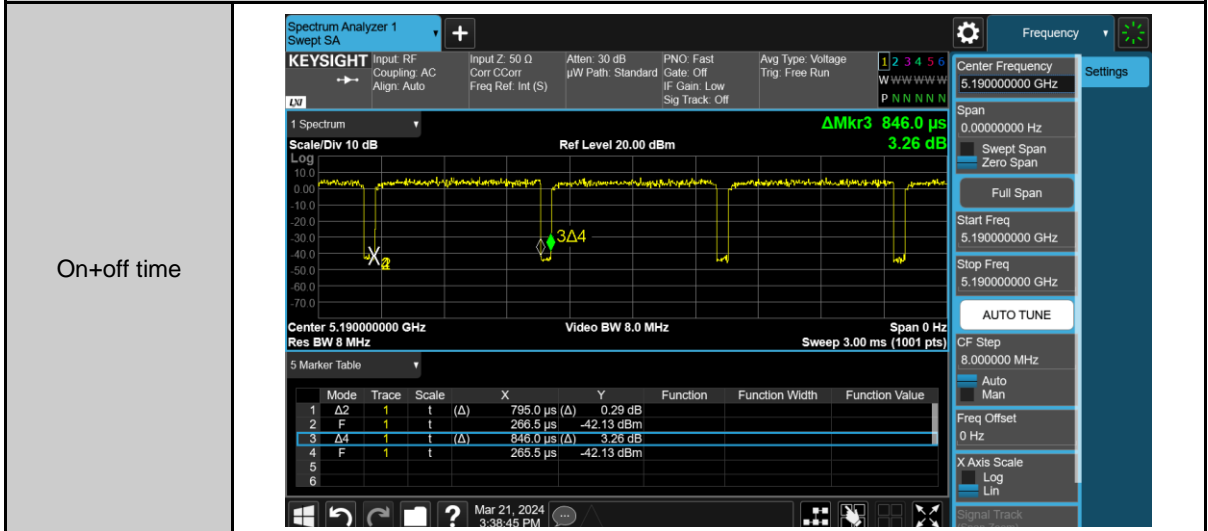 On+off time
Spectrum Analyzer 1
Swept SA
+
Frequency
KEYSIGHT
LXI
Input: RF
Coupling: AC
Align: Auto
Input Z: 50 Ω
Corr CCorr
Freq Ref: Int (S)
Atten: 30 dB
µW Path: Standard
PNO: Fast
Gate: Off
IF Gain: Low
Sig Track: Off
Avg Type: Voltage
Trig: Free Run
1 2 3 4 5 6
W W W W W W
P N N N N N
1 Spectrum
ΔMkr3 846.0 µs
3.26 dB
Scale/Div 10 dB
Ref Level 20.00 dBm
Log
10.0
0.00
-10.0
-20.0
-30.0
-40.0
-50.0
-60.0
-70.0
3Δ4
Center 5.190000000 GHz
Video BW 8.0 MHz
Span 0 Hz
Res BW 8 MHz
Sweep 3.00 ms (1001 pts)
5 Marker Table
Mode Trace Scale X Y Function Function Width Function Value
1 Δ2 1 t (Δ) 795.0 µs (Δ) 0.29 dB
2 F 1 t 266.5 µs -42.13 dBm
3 Δ4 1 t (Δ) 846.0 µs (Δ) 3.26 dB
4 F 1 t 265.5 µs -42.13 dBm
5
6
?
Mar 21, 2024
3:38:45 PM
Center Frequency
5.190000000 GHz
Settings
Span
0.00000000 Hz
Swept Span
Zero Span
Full Span
Start Freq
5.190000000 GHz
Stop Freq
5.190000000 GHz
AUTO TUNE
CF Step
8.000000 MHz
Auto
Man
Freq Offset
0 Hz
X Axis Scale
Log
Lin
Signal Track